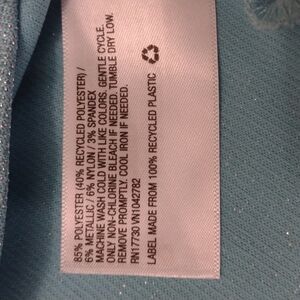 85% POLYESTER (40% RECYCLED POLYESTER) /
6% METALLIC / 6% NYLON / 3% SPANDEX
MACHINE WASH COLD WITH LIKE COLORS. GENTLE CYCLE.
ONLY NON-CHLORINE BLEACH IF NEEDED. TUMBLE DRY LOW.
REMOVE PROMPTLY. COOL IRON IF NEEDED.
RN17730 VN1042782
LABEL MADE FROM 100% RECYCLED PLASTIC